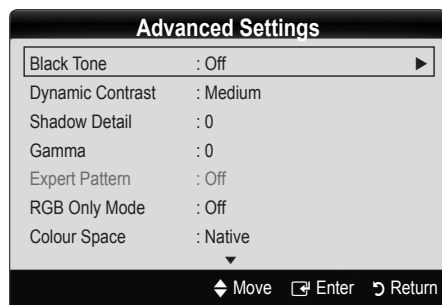 Advanced Settings
Black Tone : Off ►
Dynamic Contrast : Medium
Shadow Detail : 0
Gamma : 0
Expert Pattern : Off
RGB Only Mode : Off
Colour Space : Native
▼
Move Enter Return